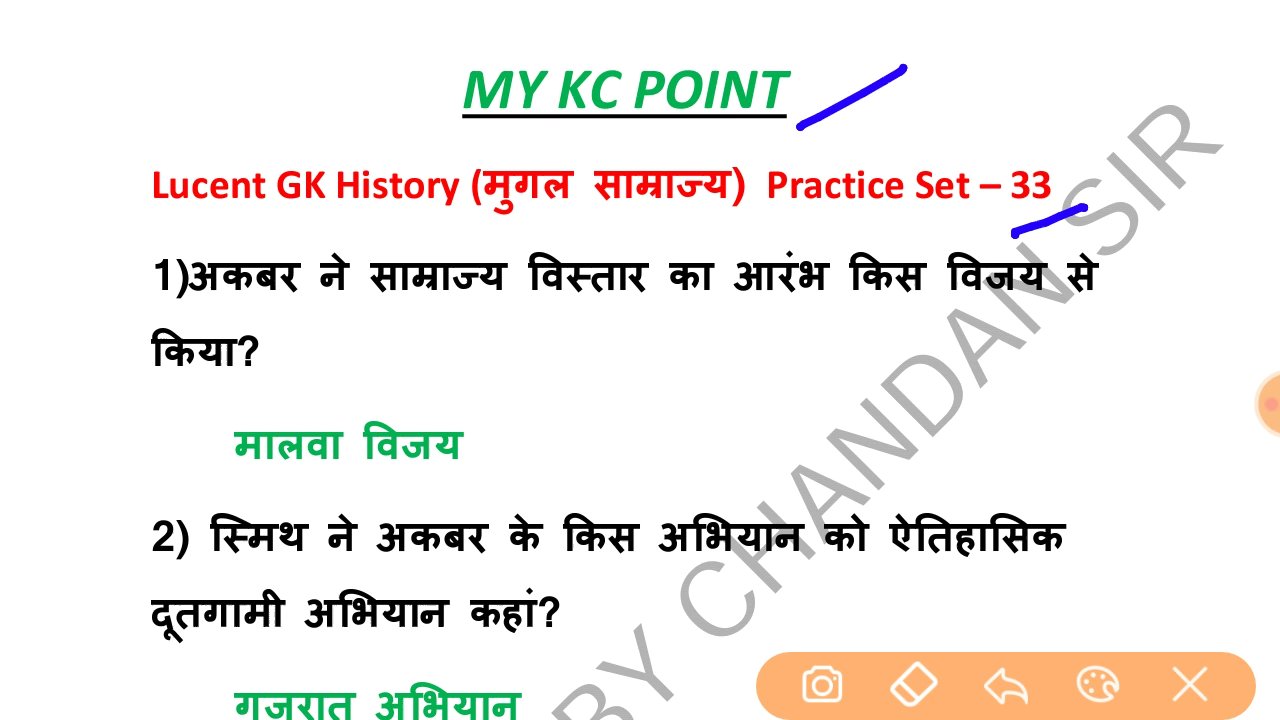 MY KC POINT
Lucent GK History (मुगल साम्राज्य) Practice Set – 33
1)अकबर ने साम्राज्य विस्तार का आरंभ किस विजय से
किया?
मालवा विजय
2) स्मिथ ने अकबर के किस अभियान को ऐतिहासिक
दूतगामी अभियान कहां?
गुजरात अभियान
BY CHANDAN SIR